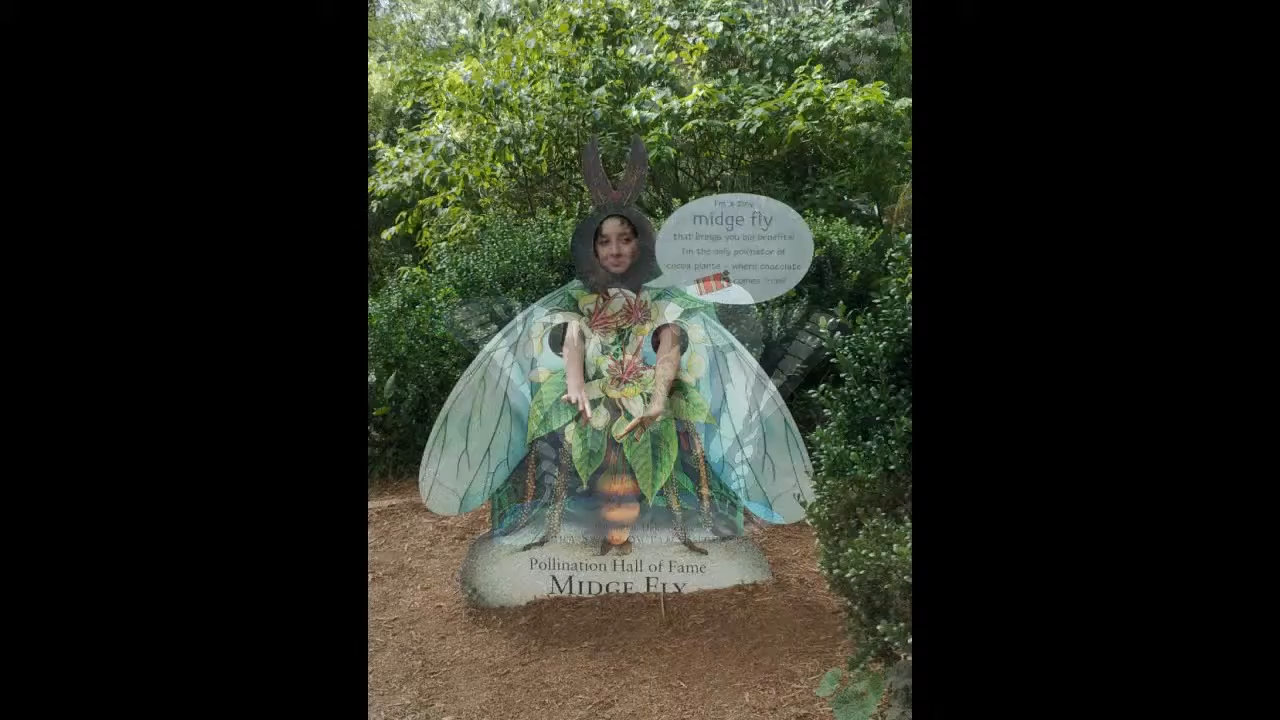 I'm a tiny
midge fly
that brings you big benefits!
I'm the only pollinator of
cocoa plants – where chocolate
comes from!
Pollination Hall of Fame
MIDGE FLY